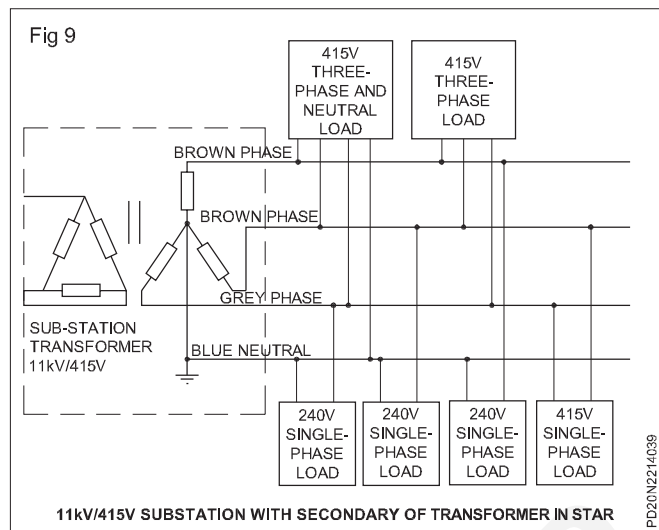 Fig 9
415V
THREE-
PHASE AND
NEUTRAL
LOAD
415V
THREE-
PHASE
LOAD
BROWN PHASE
BROWN PHASE
GREY PHASE
SUB-STATION
TRANSFORMER
11kV/415V
BLUE NEUTRAL
240V
SINGLE-
PHASE
LOAD
240V
SINGLE-
PHASE
LOAD
240V
SINGLE-
PHASE
LOAD
415V
SINGLE-
PHASE
LOAD
11kV/415V SUBSTATION WITH SECONDARY OF TRANSFORMER IN STAR
PD20N2214039